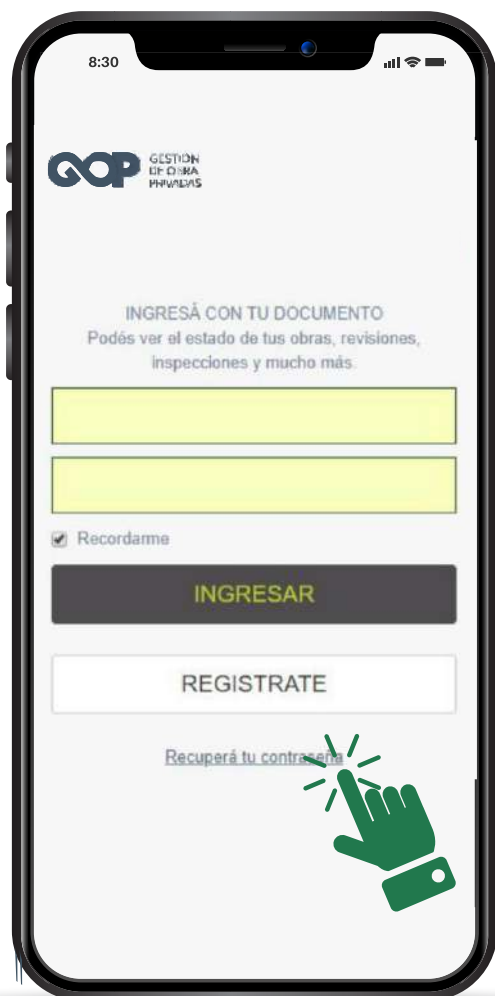 8:30
GOP
GESTION
DE OBRA
PRIVADAS
INGRESÁ CON TU DOCUMENTO
Podés ver el estado de tus obras, revisiones,
inspecciones y mucho más.
Recordarme
INGRESAR
REGISTRATE
Recuperá tu contraseña